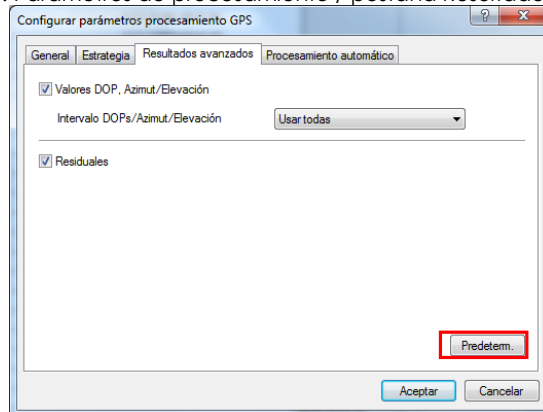 Configurar parámetros procesamiento GPS
General Estrategia Resultados avanzados Procesamiento automático
Valores DOP, Azimut/Elevación
Intervalo DOPs/Azimut/Elevación Usar todas
Residuales
Predeterm.
Aceptar Cancelar